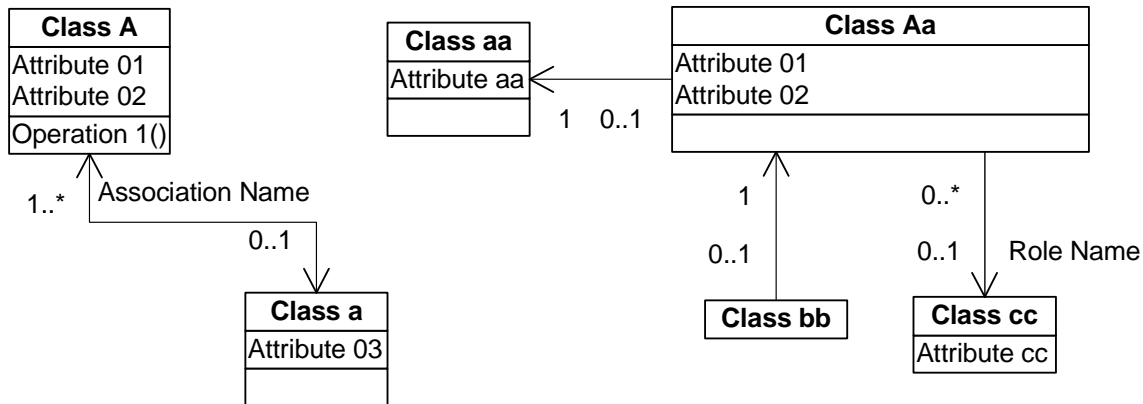 Class A
Attribute 01
Attribute 02
Operation 1()
1..*
Association Name
0..1
Class a
Attribute 03
Class aa
Attribute aa
1
0..1
Class Aa
Attribute 01
Attribute 02
1
0..1
Class bb
0..*
0..1
Role Name
Class cc
Attribute cc